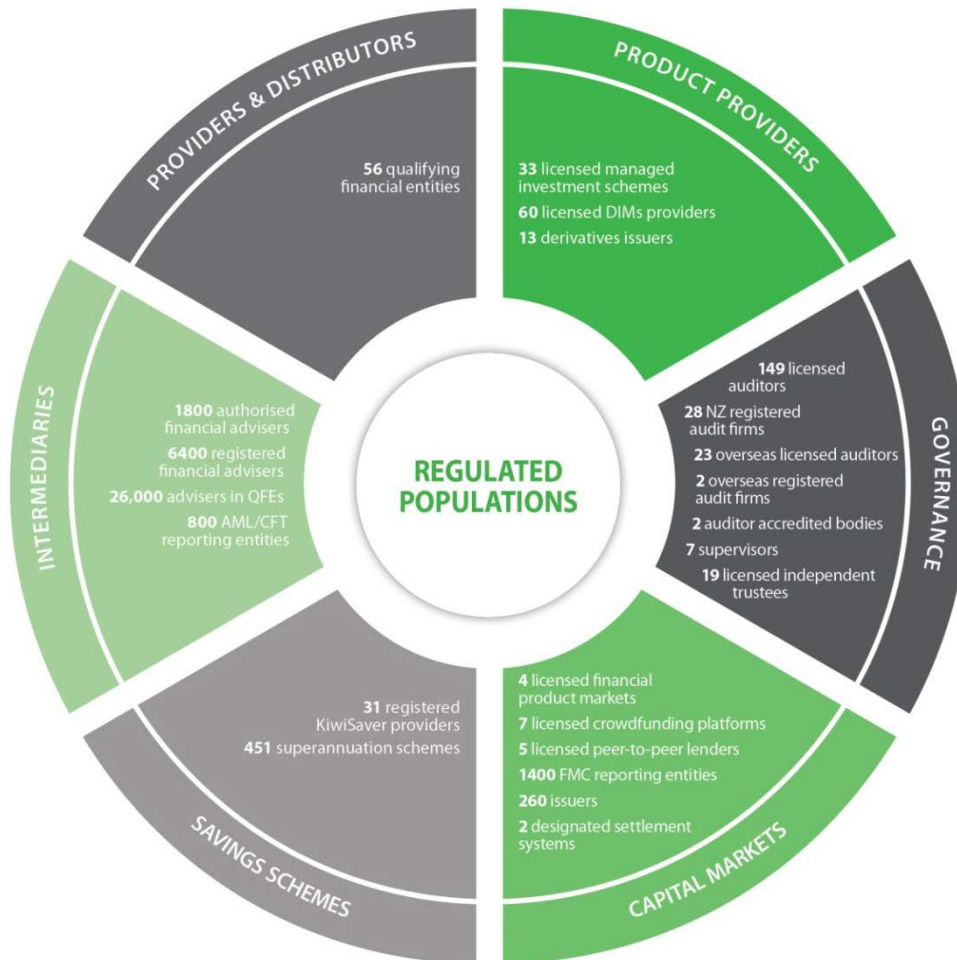 PROVIDERS & DISTRIBUTORS
56 qualifying
financial entities
PRODUCT PROVIDERS
33 licensed managed
investment schemes
60 licensed DIMs providers
13 derivatives issuers
GOVERNANCE
149 licensed
auditors
28 NZ registered
audit firms
23 overseas licensed auditors
2 overseas registered
audit firms
2 auditor accredited bodies
7 supervisors
19 licensed independent
trustees
CAPITAL MARKETS
4 licensed financial
product markets
7 licensed crowdfunding platforms
5 licensed peer-to-peer lenders
1400 FMC reporting entities
260 issuers
2 designated settlement
systems
SAVINGS SCHEMES
31 registered
KiwiSaver providers
451 superannuation schemes
INTERMEDIARIES
1800 authorised
financial advisers
6400 registered
financial advisers
26,000 advisers in QFEs
800 AML/CFT
reporting entities
REGULATED
POPULATIONS